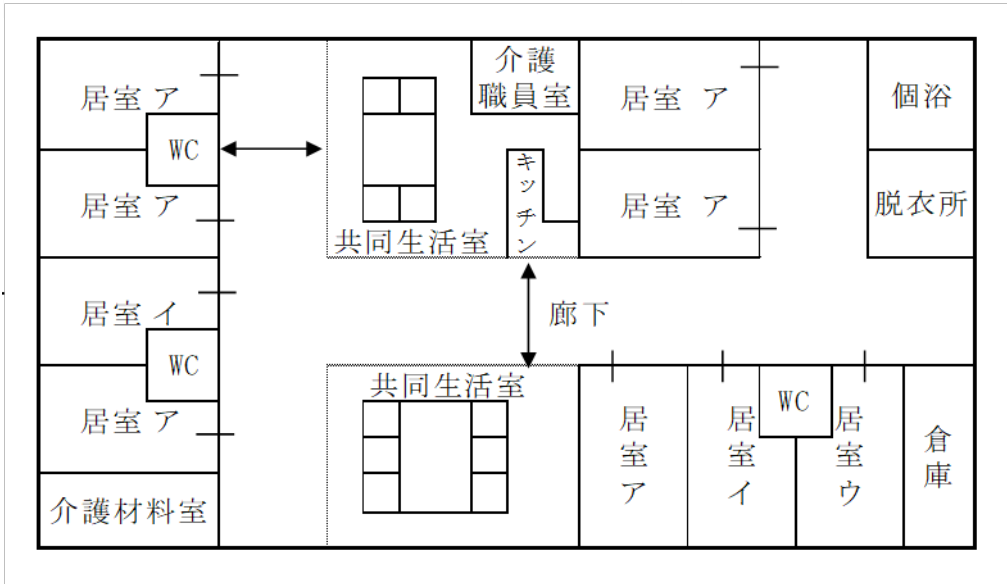 居室 ア
WC
居室 ア
居室 イ
WC
居室 ア
介護材料室
共同生活室
介護
職員室
キッチン
居室 ア
居室 ア
個浴
脱衣所
廊下
共同生活室
居室ア
居室イ
WC
居室ウ
倉庫